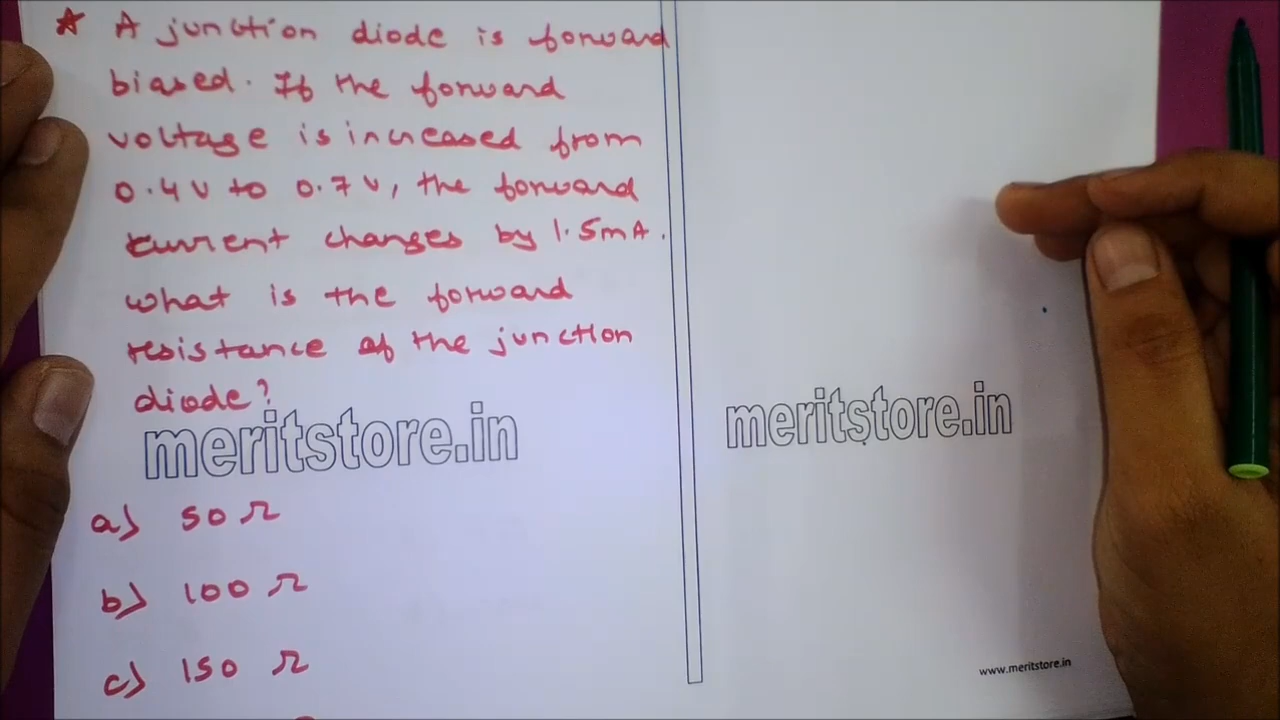 A junction diode is forward
biased. If the forward
voltage is increased from
0.4V to 0.7V, the forward
current changes by 1.5mA.
what is the forward
resistance of the junction
diode?
meritstore.in
a) 50 Ω
b) 100 Ω
c) 150 Ω
meritstore.in
www.meritstore.in